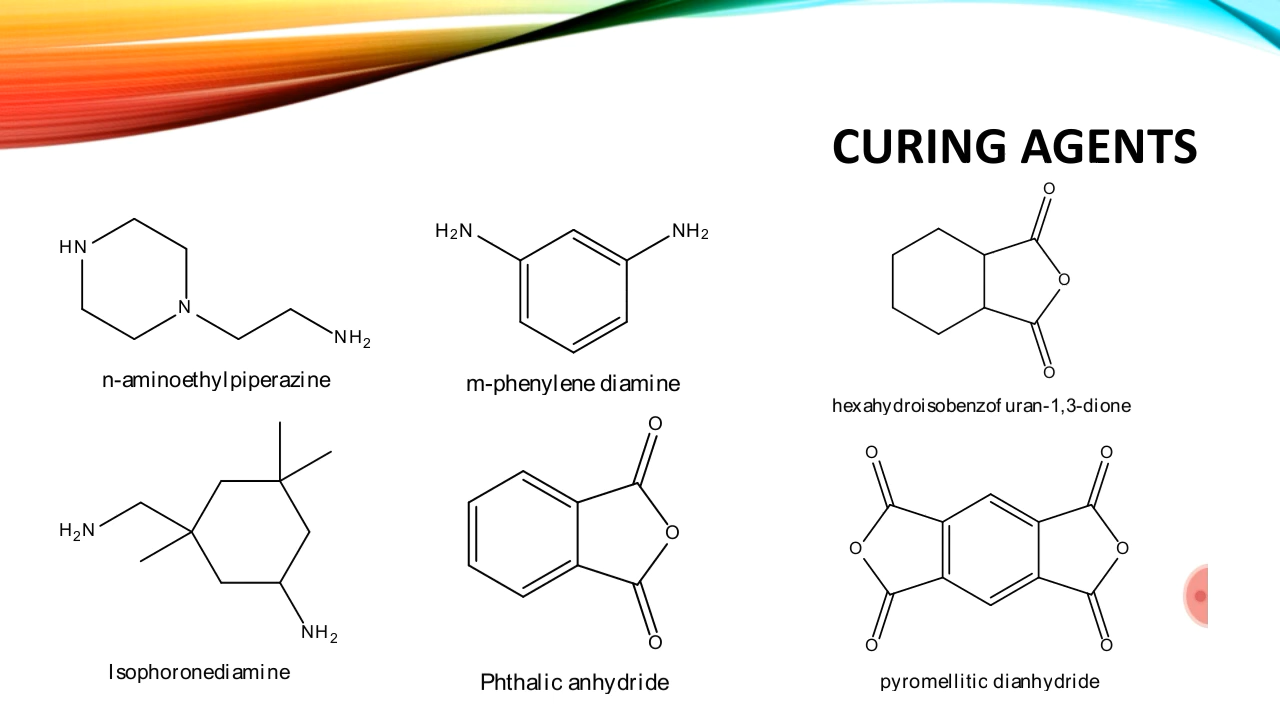 CURING AGENTS
HN
N
NH2
n-aminoethylpiperazine
H2N
NH2
m-phenylene diamine
O
O
O
hexahydroisobenzofuran-1,3-dione
H2N
NH2
Isophoronediamine
O
O
O
Phthalic anhydride
O
O
O
O
O
O
pyromellitic dianhydride